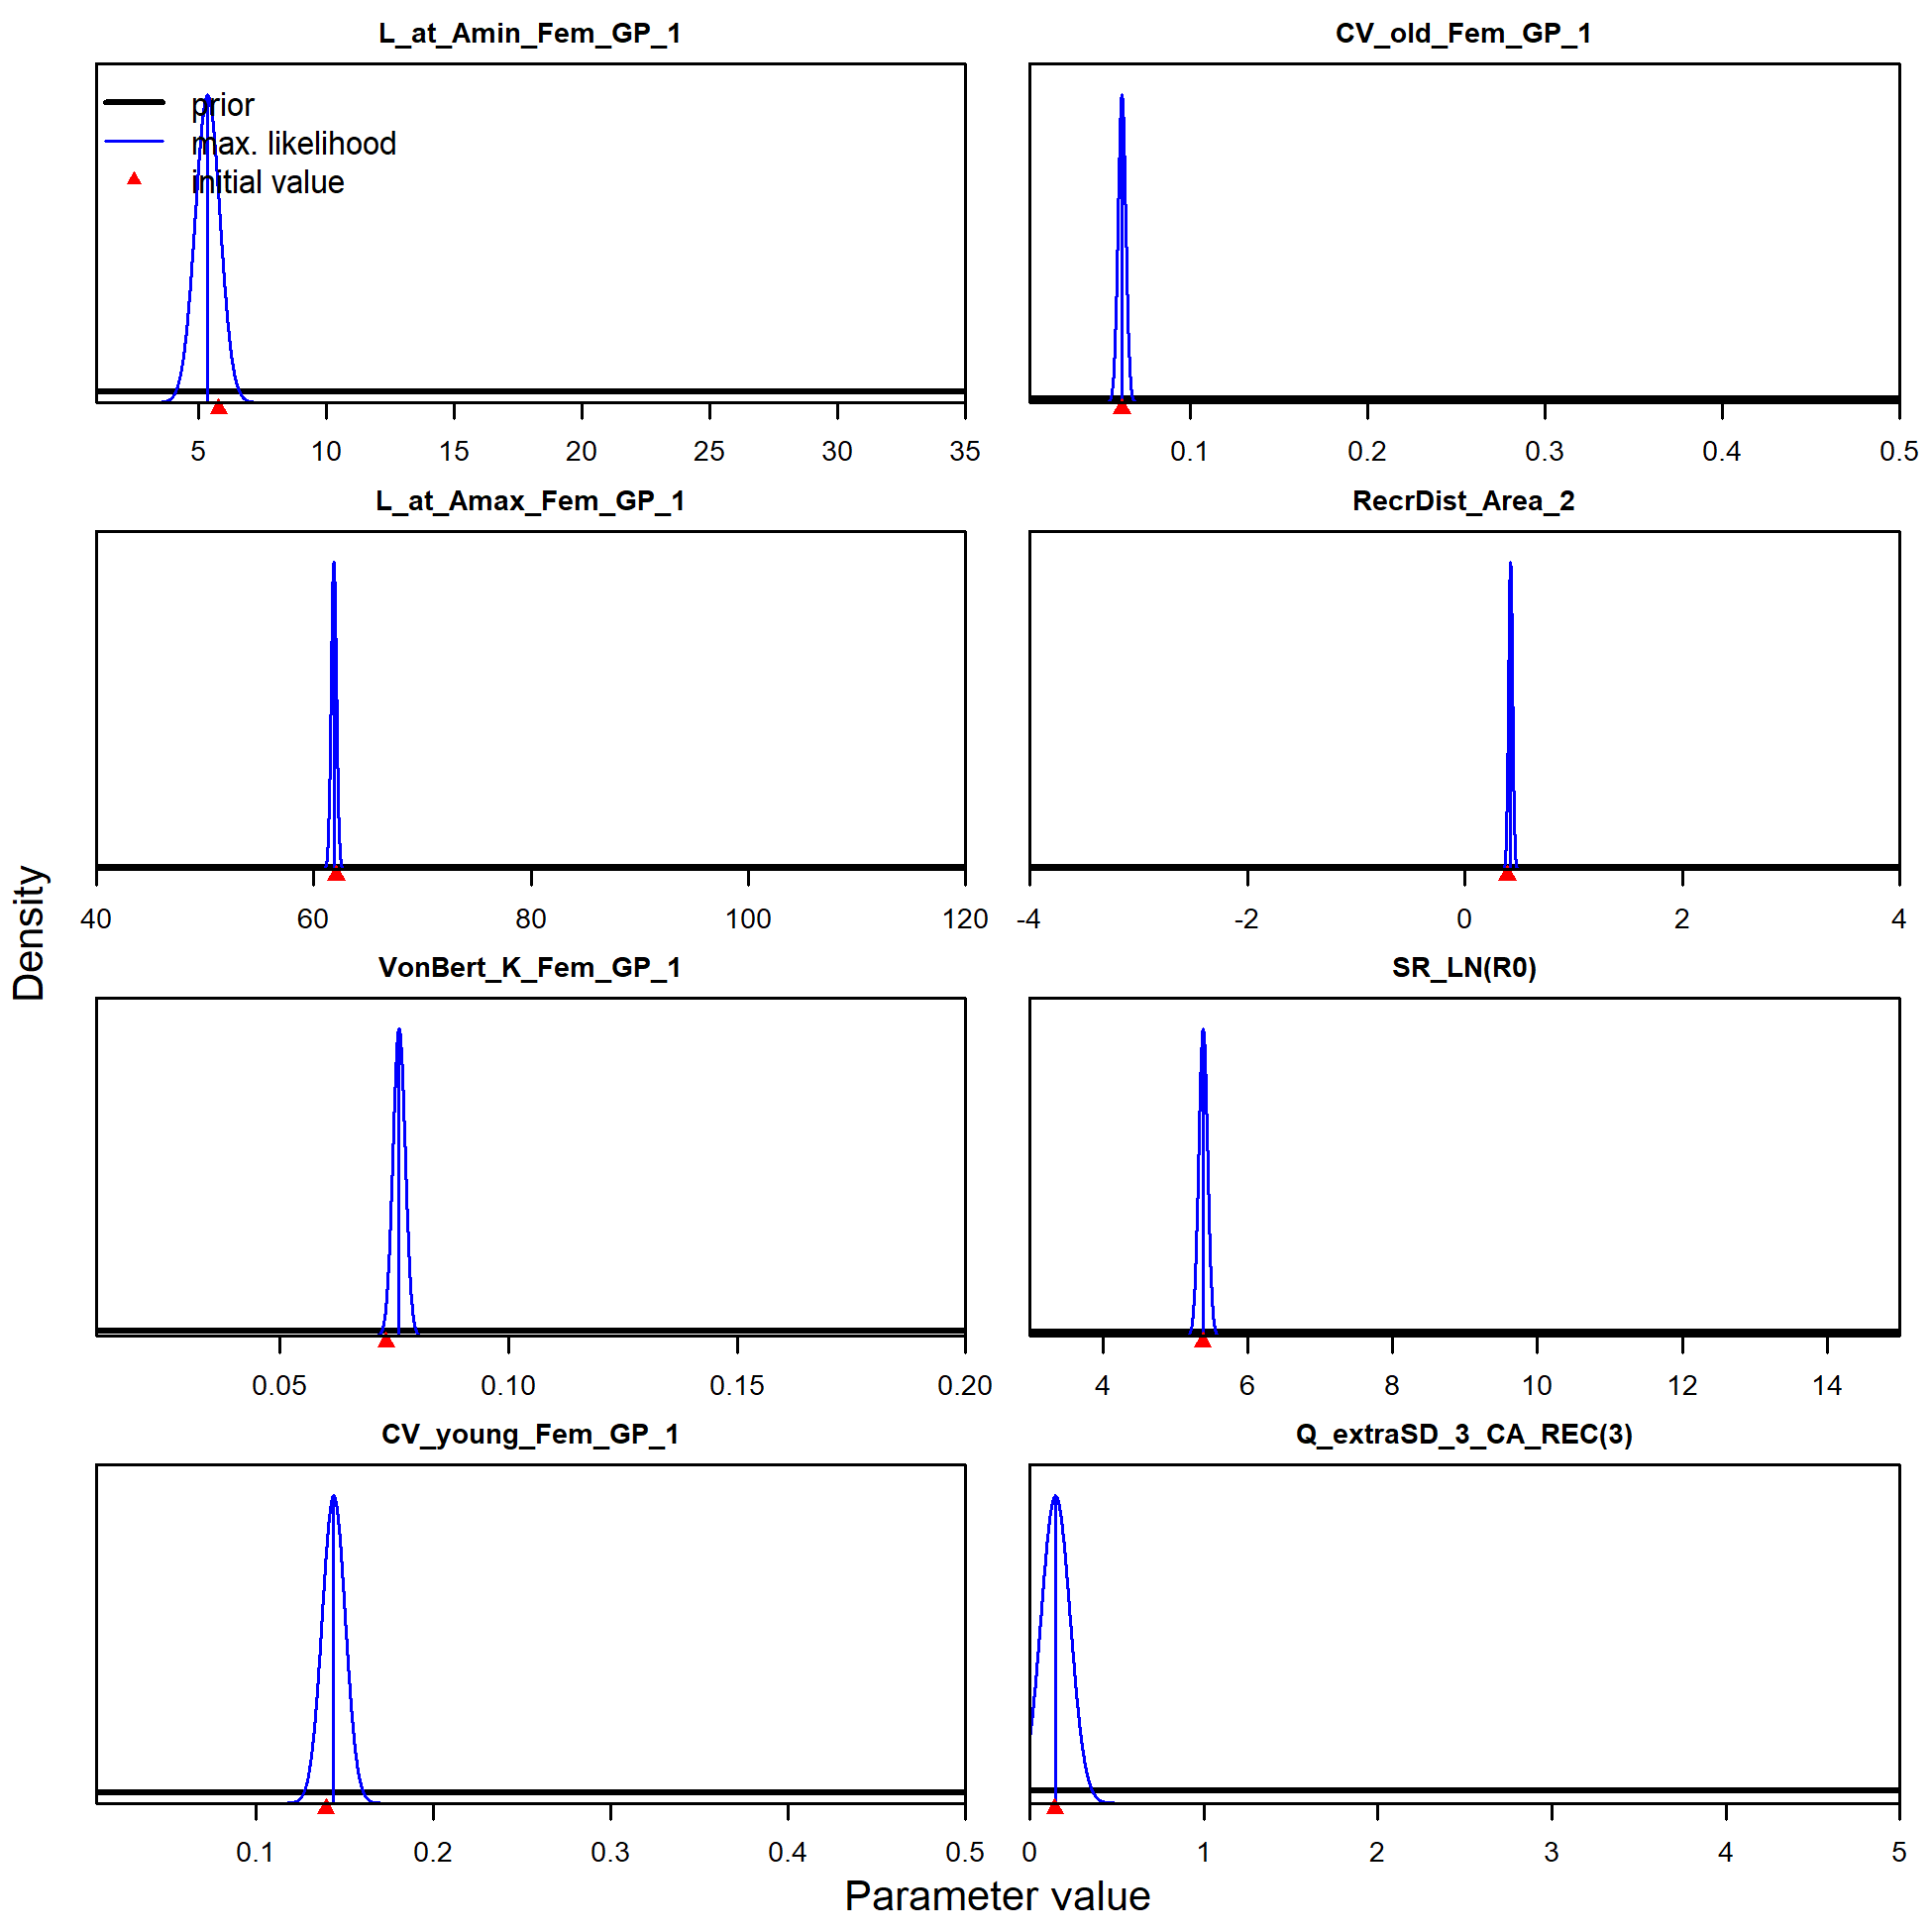 L_at_Amin_Fem_GP_1
prior
max. likelihood
initial value
5 10 15 20 25 30 35
CV_old_Fem_GP_1
0.1 0.2 0.3 0.4 0.5
L_at_Amax_Fem_GP_1
40 60 80 100 120
RecrDist_Area_2
-4 -2 0 2 4
VonBert_K_Fem_GP_1
0.05 0.10 0.15 0.20
SR_LN(R0)
4 6 8 10 12 14
CV_young_Fem_GP_1
0.1 0.2 0.3 0.4 0.5
Q_extraSD_3_CA_REC(3)
0 1 2 3 4 5
Density
Parameter value